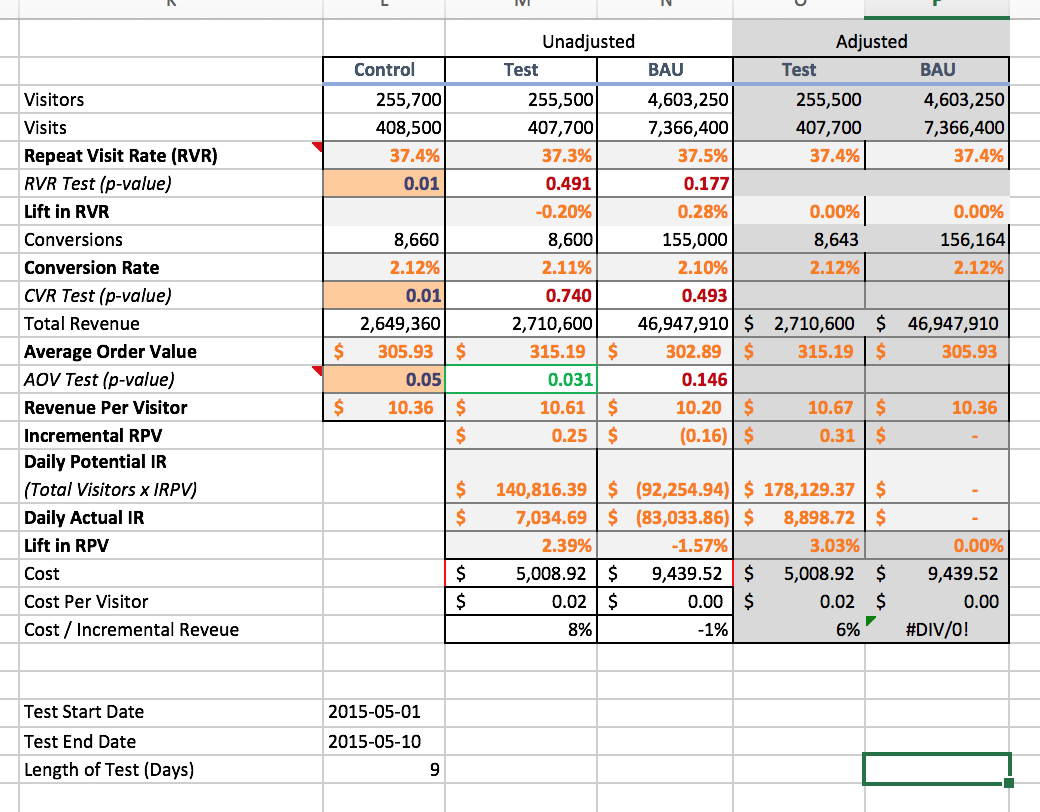 K L M N O P
Unadjusted Adjusted
Control Test BAU Test BAU
Visitors 255,700 255,500 4,603,250 255,500 4,603,250
Visits 408,500 407,700 7,366,400 407,700 7,366,400
Repeat Visit Rate (RVR) 37.4% 37.3% 37.5% 37.4% 37.4%
RVR Test (p-value) 0.01 0.491 0.177
Lift in RVR -0.20% 0.28% 0.00% 0.00%
Conversions 8,660 8,600 155,000 8,643 156,164
Conversion Rate 2.12% 2.11% 2.10% 2.12% 2.12%
CVR Test (p-value) 0.01 0.740 0.493
Total Revenue 2,649,360 2,710,600 46,947,910 $ 2,710,600 $ 46,947,910
Average Order Value $ 305.93 $ 315.19 $ 302.89 $ 315.19 $ 305.93
AOV Test (p-value) 0.05 0.031 0.146
Revenue Per Visitor $ 10.36 $ 10.61 $ 10.20 $ 10.67 $ 10.36
Incremental RPV $ 0.25 $ (0.16) $ 0.31 $ -
Daily Potential IR
(Total Visitors x IRPV) $ 140,816.39 $ (92,254.94) $ 178,129.37 $ -
Daily Actual IR $ 7,034.69 $ (83,033.86) $ 8,898.72 $ -
Lift in RPV 2.39% -1.57% 3.03% 0.00%
Cost $ 5,008.92 $ 9,439.52 $ 5,008.92 $ 9,439.52
Cost Per Visitor $ 0.02 $ 0.00 $ 0.02 $ 0.00
Cost / Incremental Reveue 8% -1% 6% #DIV/0!
Test Start Date 2015-05-01
Test End Date 2015-05-10
Length of Test (Days) 9